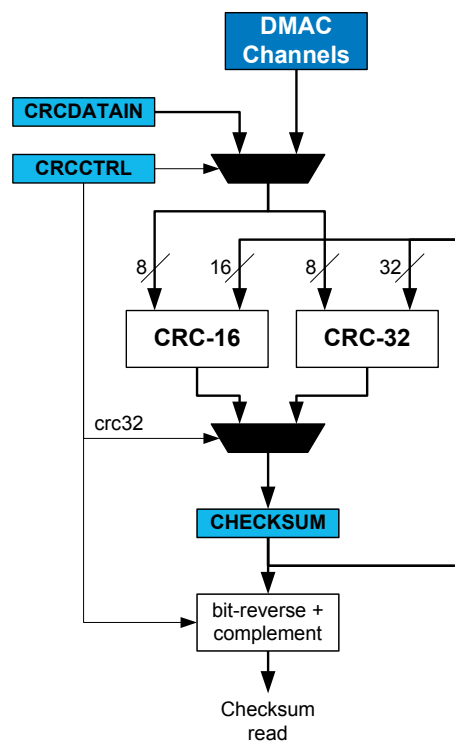 DMAC
Channels
CRCDATAIN
CRCCTRL
8
16
8
32
CRC-16
CRC-32
crc32
CHECKSUM
bit-reverse +
complement
Checksum
read